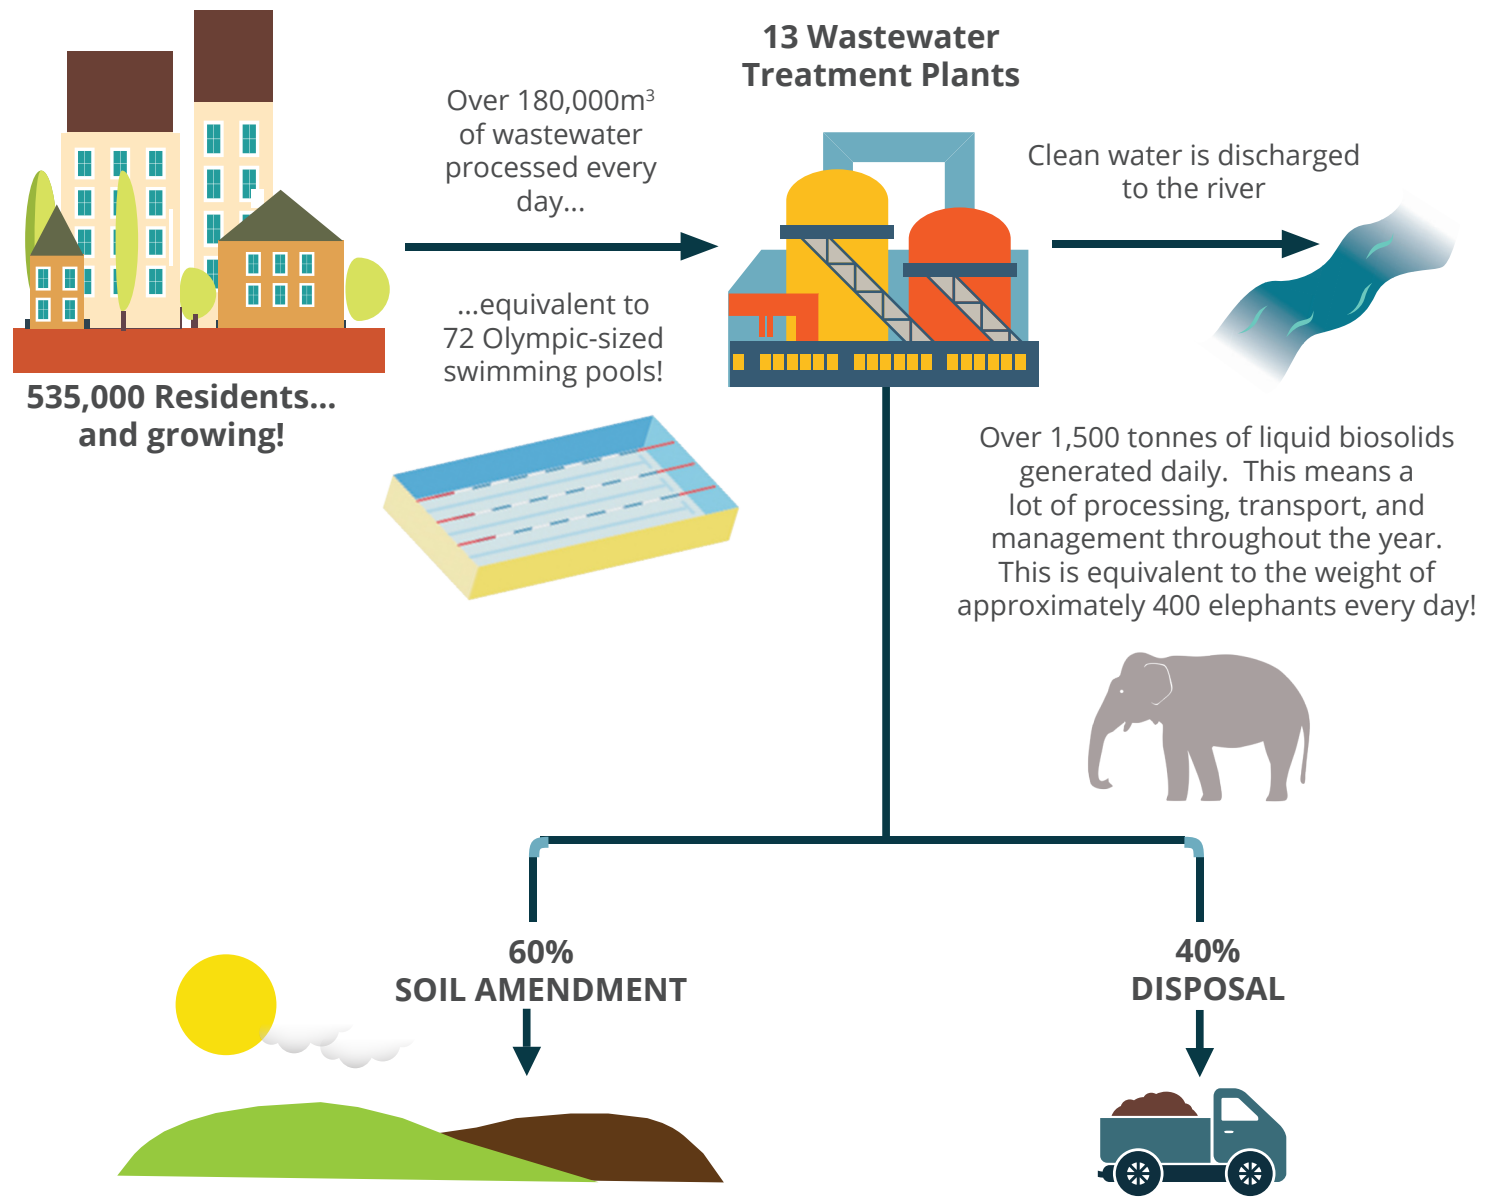 13 Wastewater
Treatment Plants
Over 180,000m³
of wastewater
processed every
day...
...equivalent to
72 Olympic-sized
swimming pools!
Clean water is discharged
to the river
535,000 Residents...
and growing!
Over 1,500 tonnes of liquid biosolids
generated daily.  This means a
lot of processing, transport, and
management throughout the year.
This is equivalent to the weight of
approximately 400 elephants every day!
60%
SOIL AMENDMENT
40%
DISPOSAL